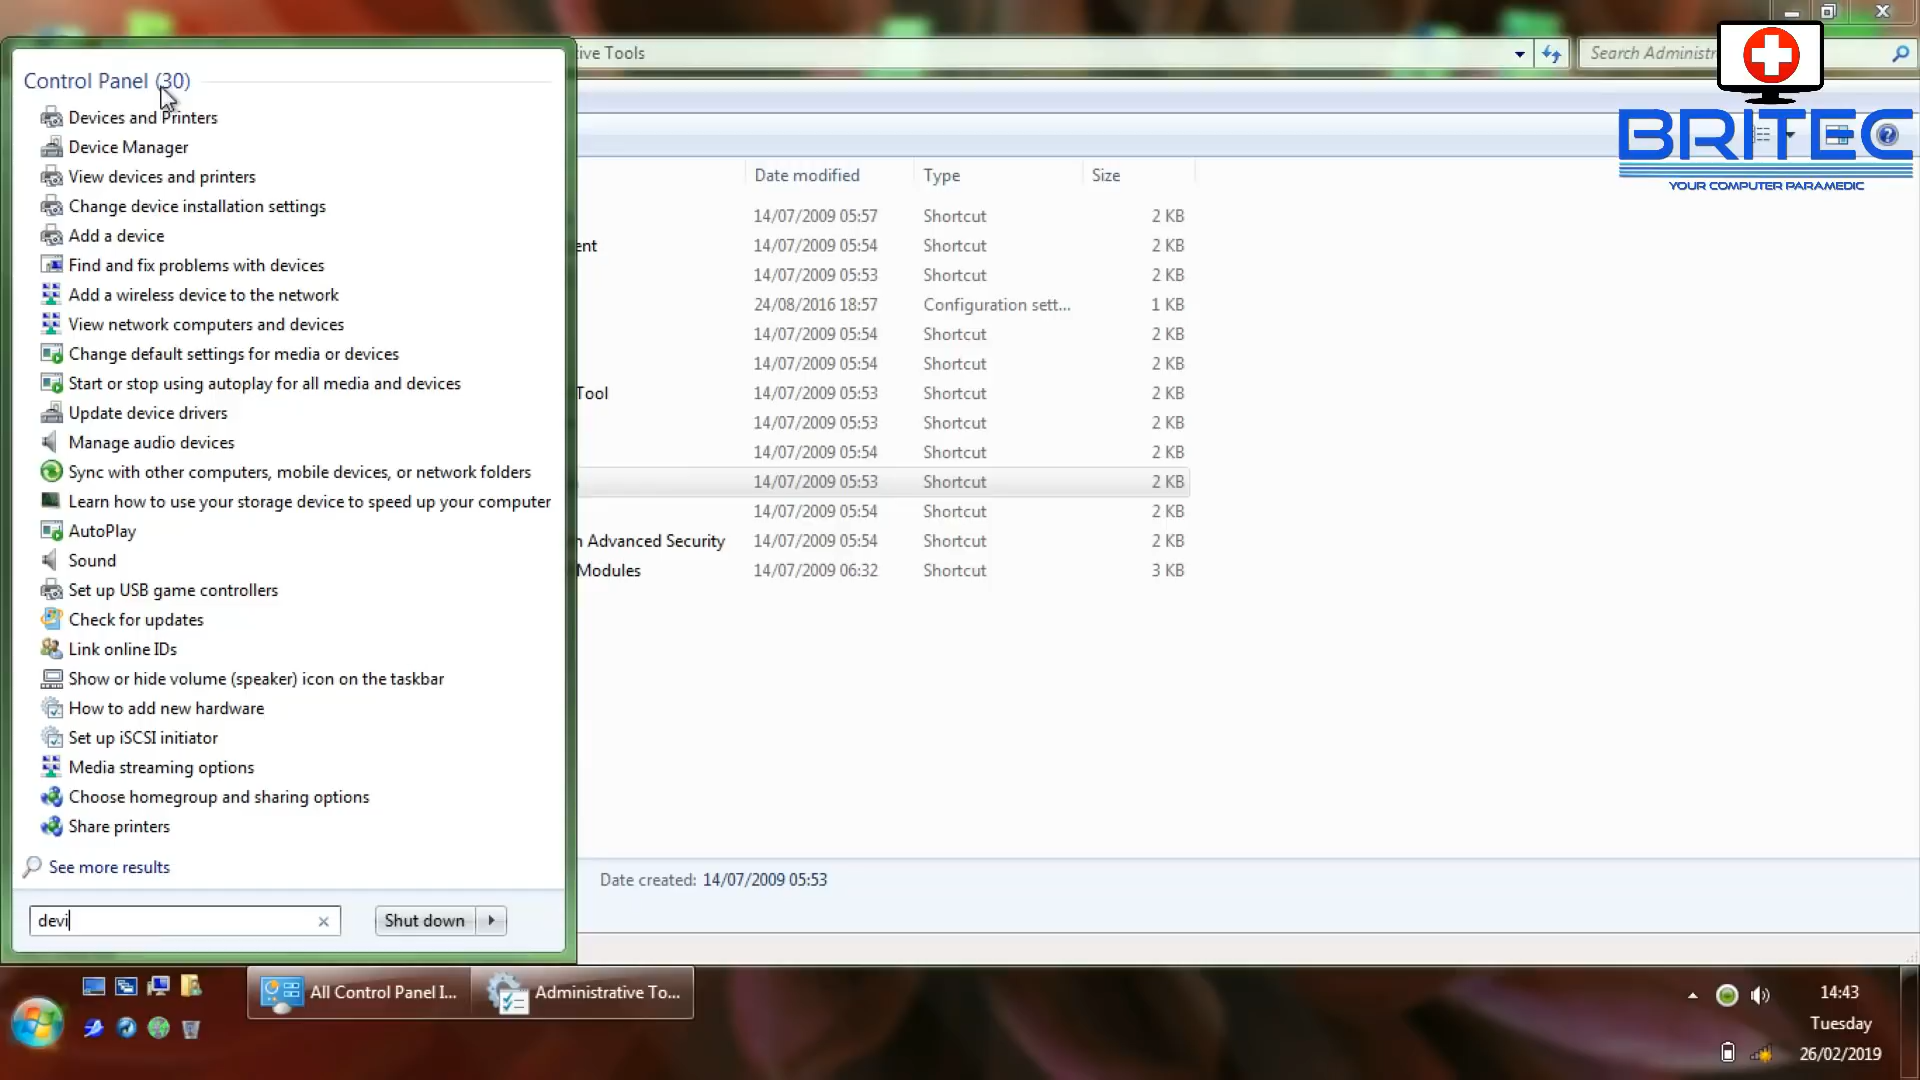 ive Tools
Search Administr
BRITEC
YOUR COMPUTER PARAMEDIC
Control Panel (30)
Devices and Printers
Device Manager
View devices and printers
Change device installation settings
Add a device
Find and fix problems with devices
Add a wireless device to the network
View network computers and devices
Change default settings for media or devices
Start or stop using autoplay for all media and devices
Update device drivers
Manage audio devices
Sync with other computers, mobile devices, or network folders
Learn how to use your storage device to speed up your computer
AutoPlay
Sound
Set up USB game controllers
Check for updates
Link online IDs
Show or hide volume (speaker) icon on the taskbar
How to add new hardware
Set up iSCSI initiator
Media streaming options
Choose homegroup and sharing options
Share printers
See more results
devi
Shut down
Date modified Type Size
14/07/2009 05:57 Shortcut 2 KB
ent 14/07/2009 05:54 Shortcut 2 KB
14/07/2009 05:53 Shortcut 2 KB
24/08/2016 18:57 Configuration sett... 1 KB
14/07/2009 05:54 Shortcut 2 KB
14/07/2009 05:54 Shortcut 2 KB
Tool 14/07/2009 05:53 Shortcut 2 KB
14/07/2009 05:53 Shortcut 2 KB
14/07/2009 05:54 Shortcut 2 KB
14/07/2009 05:53 Shortcut 2 KB
14/07/2009 05:54 Shortcut 2 KB
h Advanced Security 14/07/2009 05:54 Shortcut 2 KB
Modules 14/07/2009 06:32 Shortcut 3 KB
Date created: 14/07/2009 05:53
All Control Panel I...
Administrative To...
14:43
Tuesday
26/02/2019